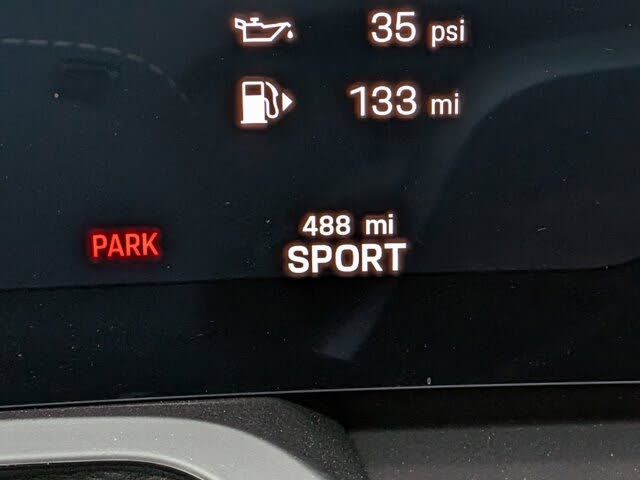 35 psi
133 mi
488 mi
PARK
SPORT